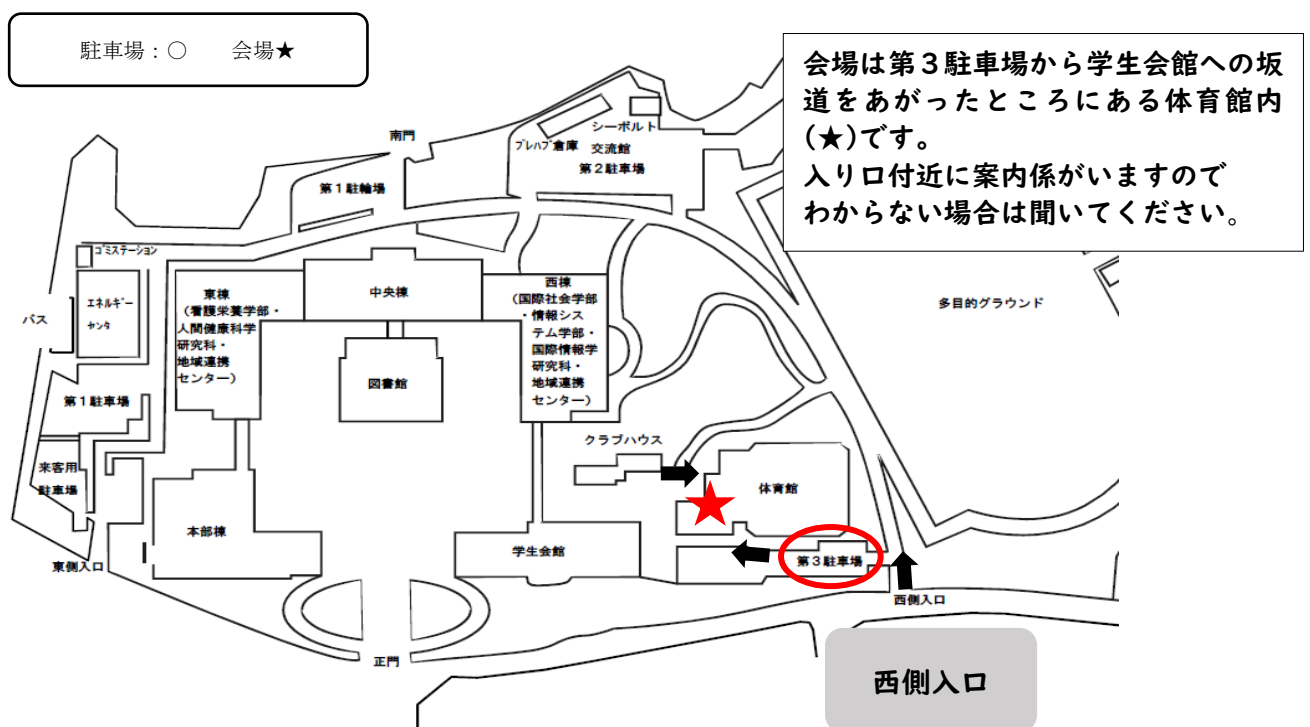 駐車場：○　会場★
会場は第３駐車場から学生会館への坂
道をあがったところにある体育館内
(★)です。
入り口付近に案内係がいますので
わからない場合は聞いてください。
南門
プレハブ倉庫
シーボルト
交流館
第２駐車場
第１駐輪場
ゴミステーション
エネルギー
センタ
バス
東棟
（看護栄養学部・
人間健康科学
研究科・
地域連携
センター）
中央棟
西棟
（国際社会学部
・情報シス
テム学部・
国際情報学
研究科・
地域連携
センター）
多目的グラウンド
図書館
第１駐車場
クラブハウス
来客用
駐車場
体育館
本部棟
学生会館
第３駐車場
東側入口
西側入口
正門
西側入口